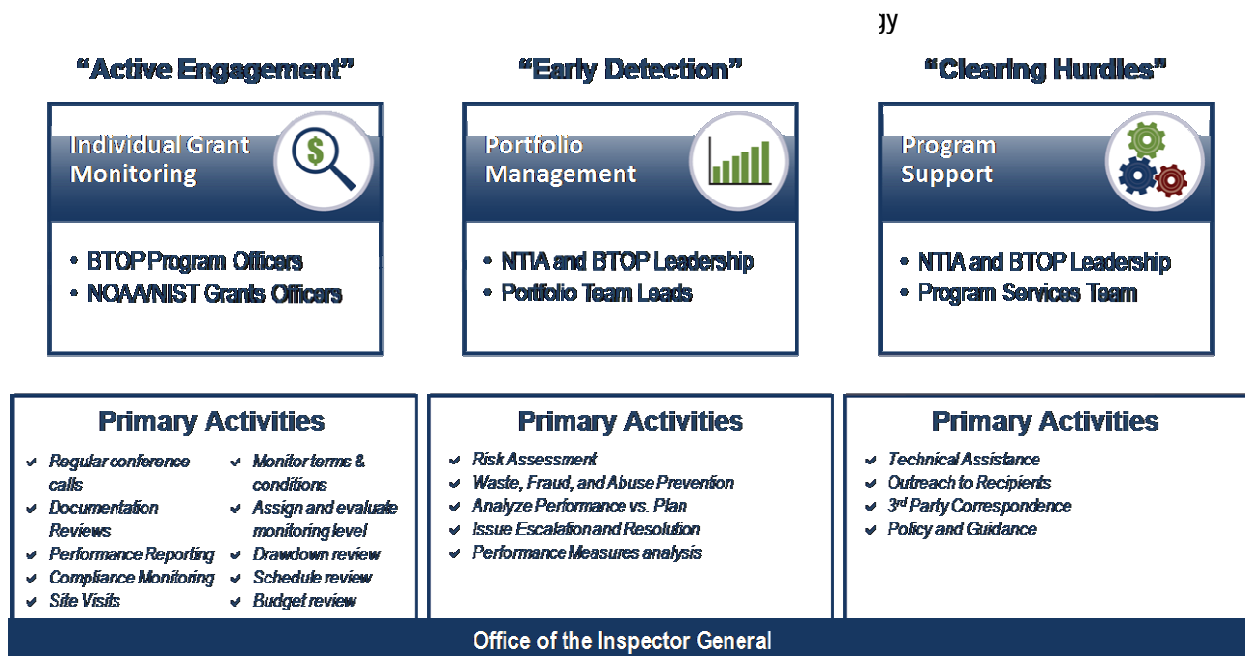 gy
“Active Engagement”
Individual Grant
Monitoring
$
• BTOP Program Officers
• NOAA/NIST Grants Officers
“Early Detection”
Portfolio
Management
• NTIA and BTOP Leadership
• Portfolio Team Leads
“Clearing Hurdles”
Program
Support
• NTIA and BTOP Leadership
• Program Services Team
Primary Activities
✓ Regular conference
calls
✓ Documentation
Reviews
✓ Performance Reporting
✓ Compliance Monitoring
✓ Site Visits
✓ Monitor terms &
conditions
✓ Assign and evaluate
monitoring level
✓ Drawdown review
✓ Schedule review
✓ Budget review
Primary Activities
✓ Risk Assessment
✓ Waste, Fraud, and Abuse Prevention
✓ Analyze Performance vs. Plan
✓ Issue Escalation and Resolution
✓ Performance Measures analysis
Primary Activities
✓ Technical Assistance
✓ Outreach to Recipients
✓ 3rd Party Correspondence
✓ Policy and Guidance
Office of the Inspector General